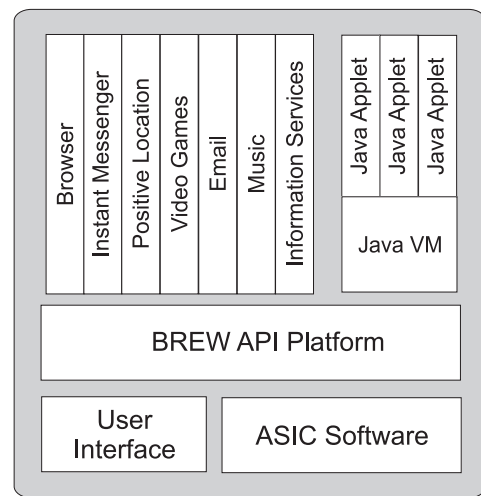 Browser
Instant Messenger
Positive Location
Video Games
Email
Music
Information Services
Java Applet
Java Applet
Java Applet
Java VM
BREW API Platform
User
Interface
ASIC Software